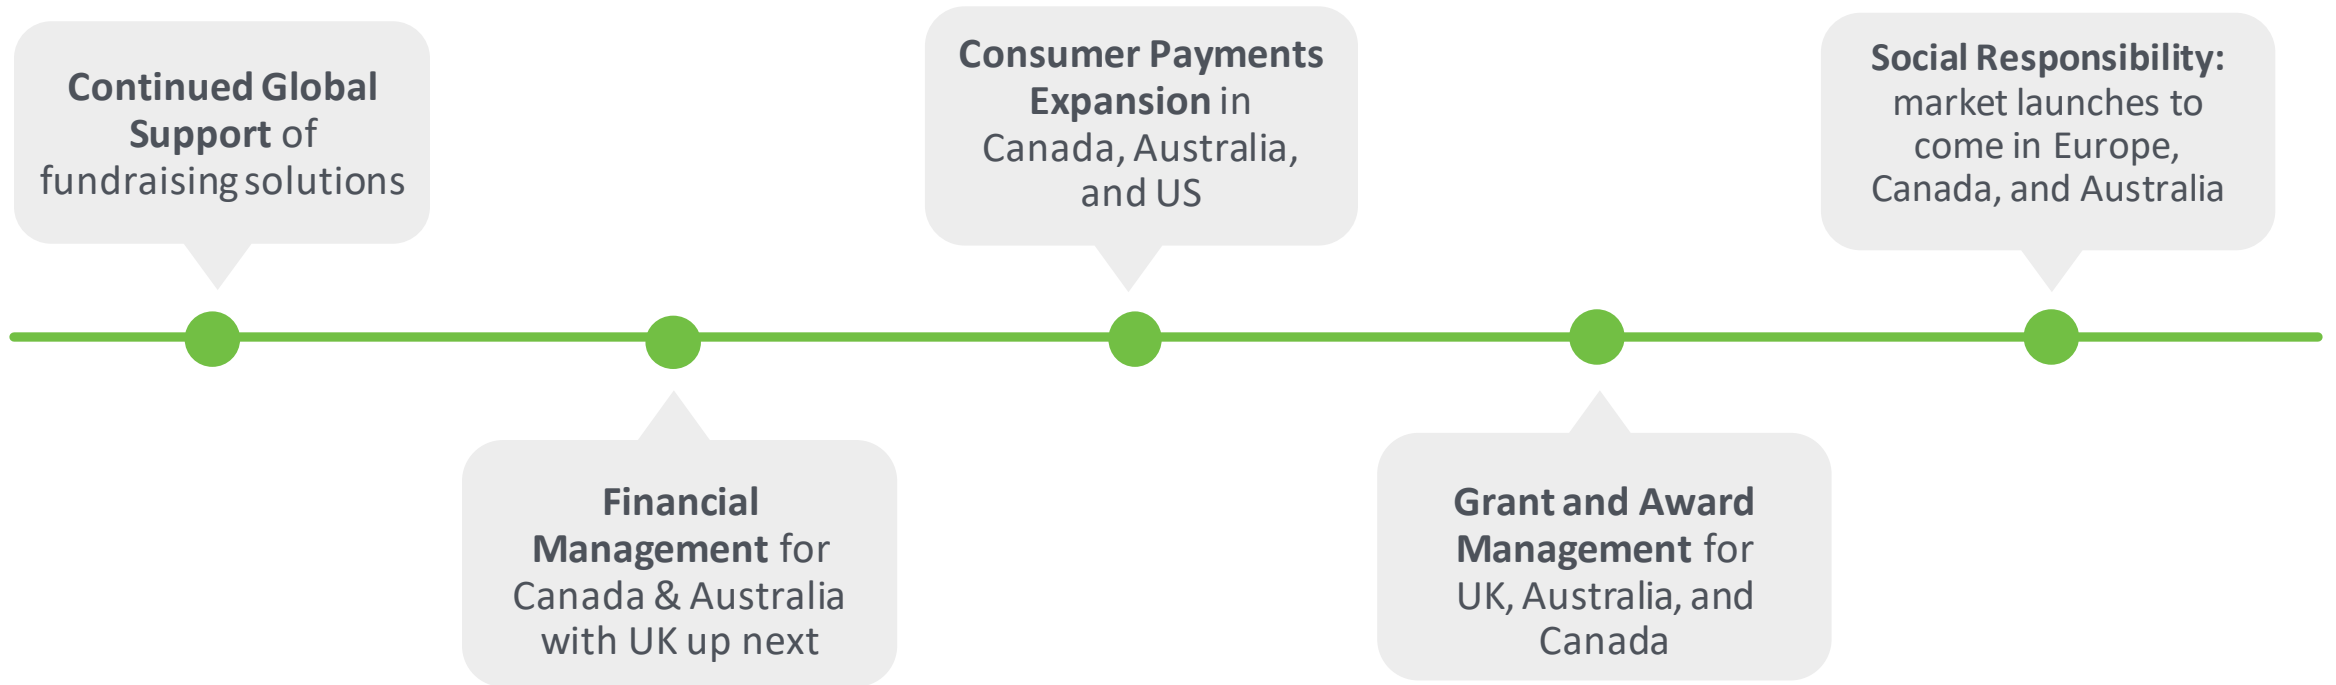 Continued Global
Support of
fundraising solutions
Financial
Management for
Canada & Australia
with UK up next
Consumer Payments
Expansion in
Canada, Australia,
and US
Grant and Award
Management for
UK, Australia, and
Canada
Social Responsibility:
market launches to
come in Europe,
Canada, and Australia